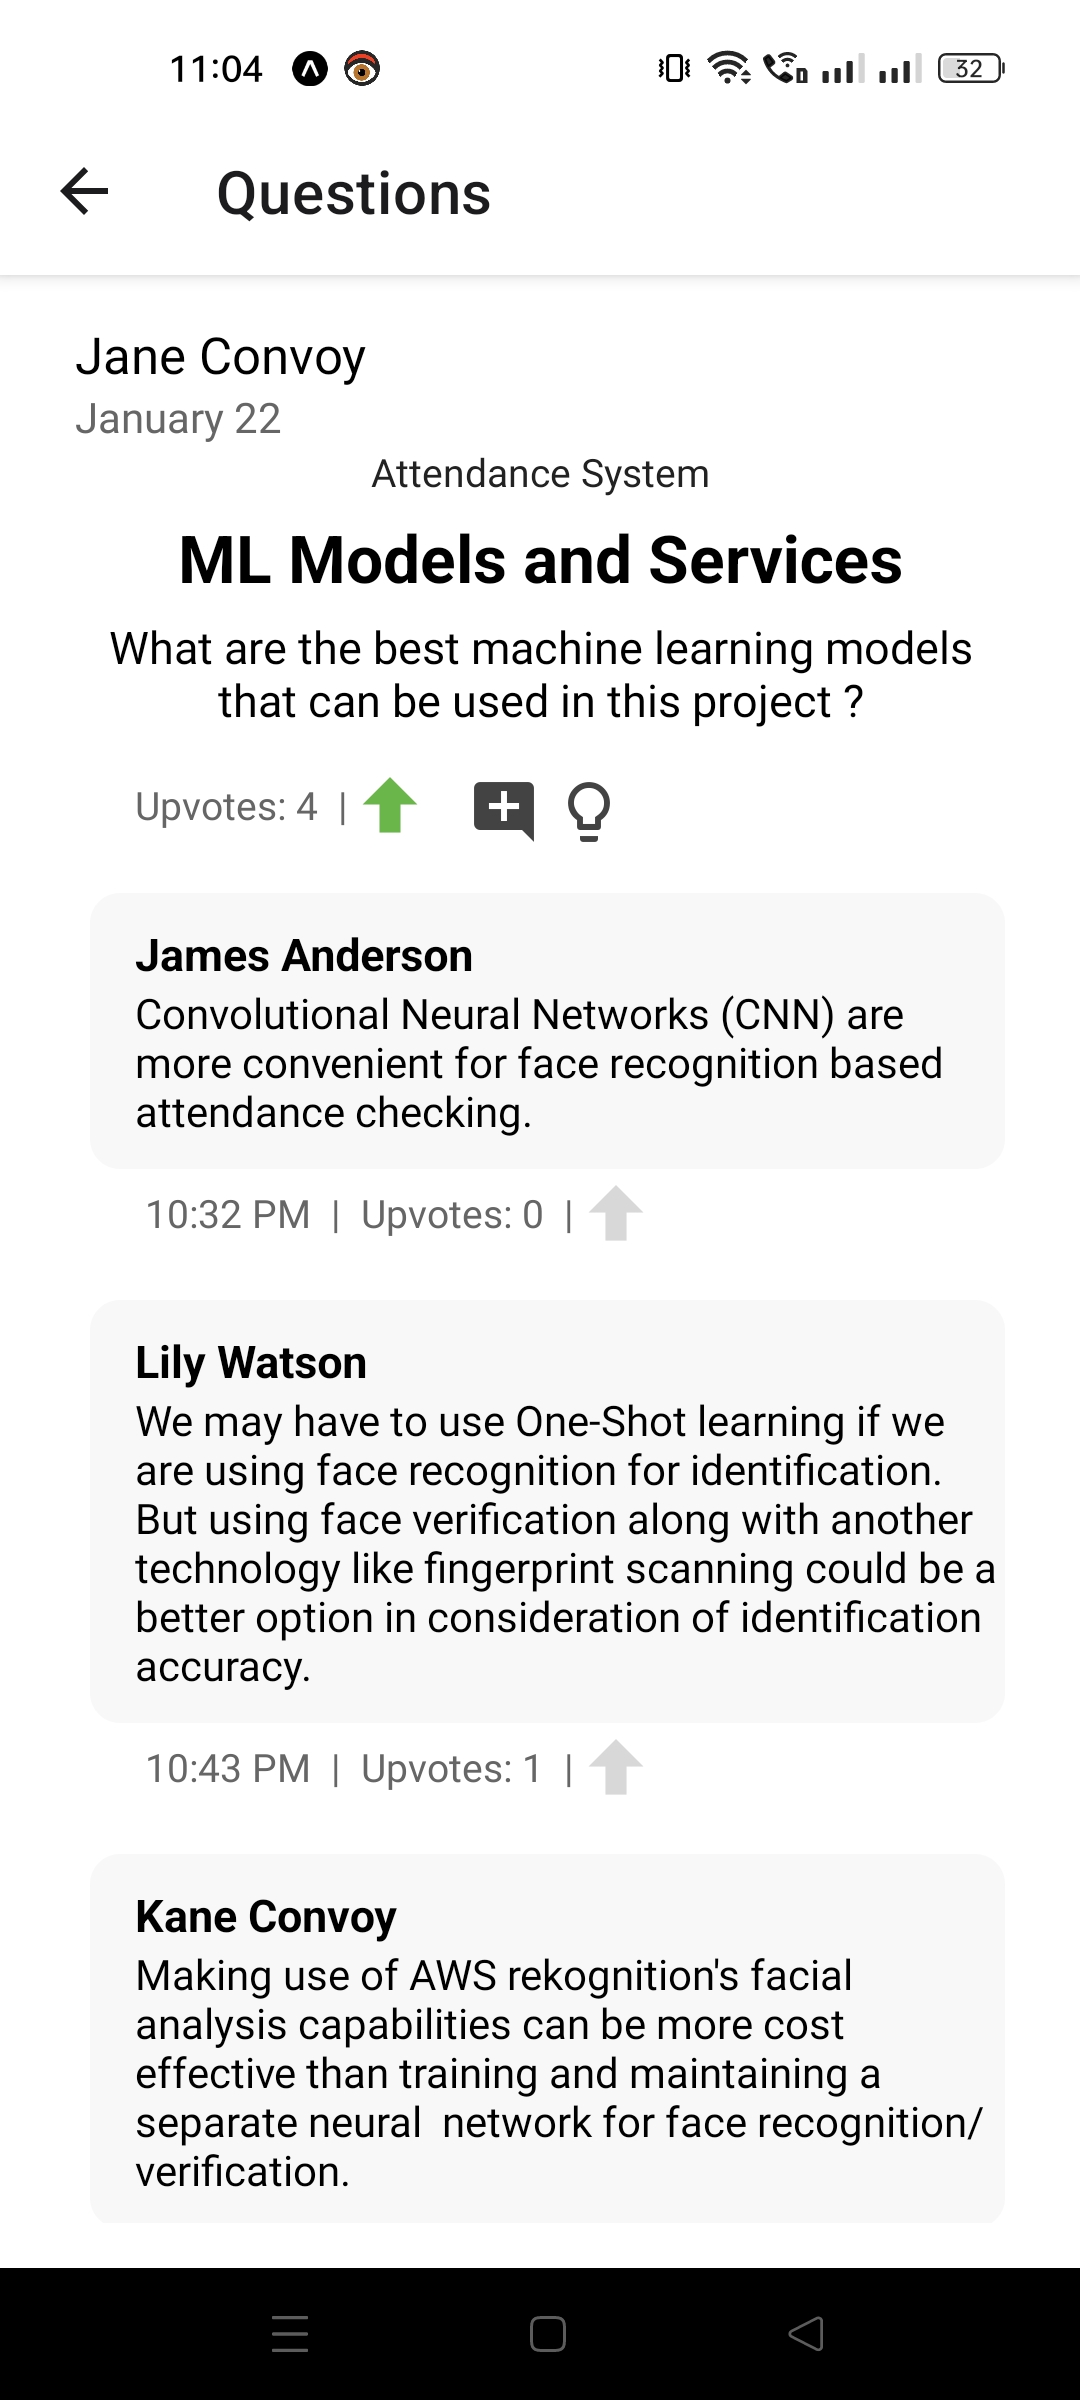 11:04
32
Questions
Jane Convoy
January 22
Attendance System
ML Models and Services
What are the best machine learning models
that can be used in this project ?
Upvotes: 4 |
James Anderson
Convolutional Neural Networks (CNN) are
more convenient for face recognition based
attendance checking.
10:32 PM | Upvotes: 0 |
Lily Watson
We may have to use One-Shot learning if we
are using face recognition for identification.
But using face verification along with another
technology like fingerprint scanning could be a
better option in consideration of identification
accuracy.
10:43 PM | Upvotes: 1 |
Kane Convoy
Making use of AWS rekognition's facial
analysis capabilities can be more cost
effective than training and maintaining a
separate neural  network for face recognition/
verification.